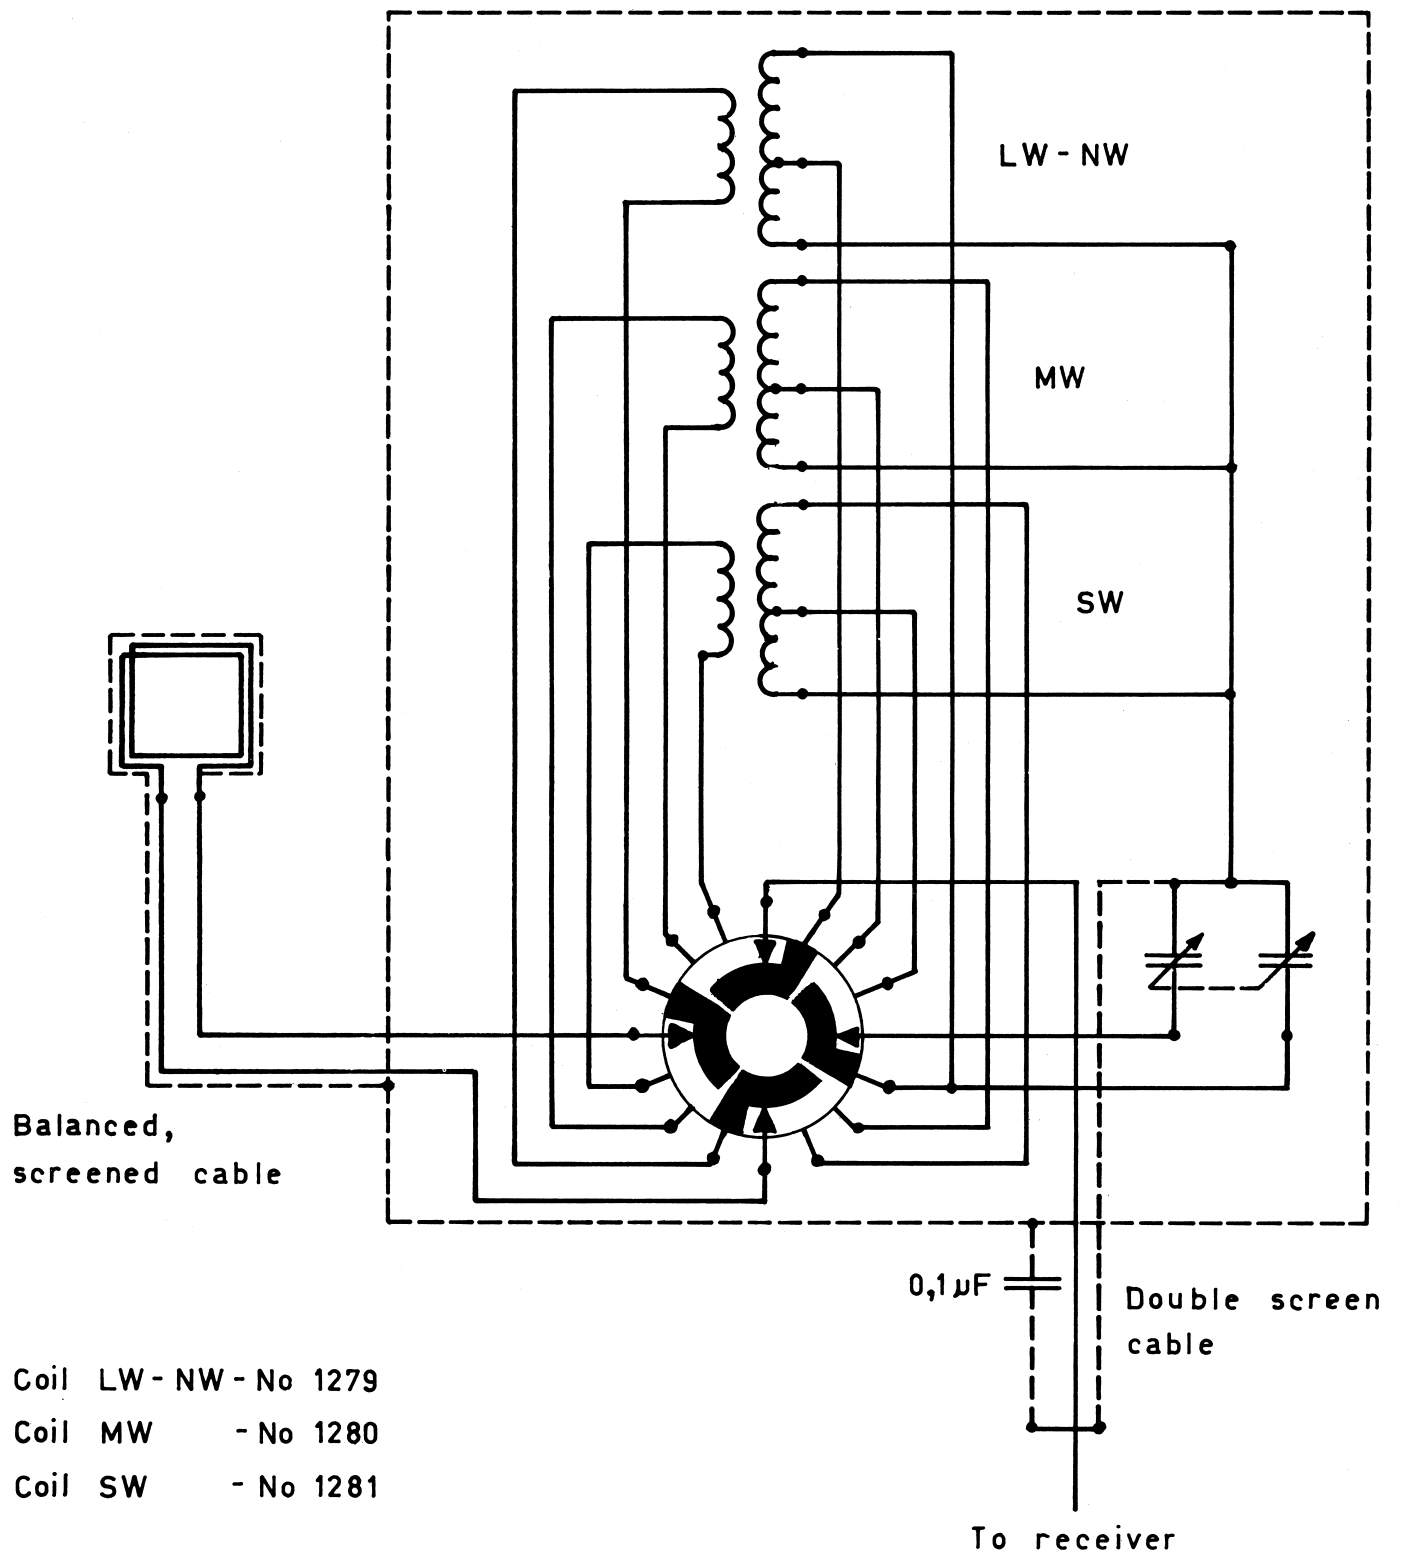 LW-NW
MW
SW
Balanced,
screened cable
0,1µF
Double screen
cable
Coil LW-NW-No 1279
Coil MW -No 1280
Coil SW -No 1281
To receiver